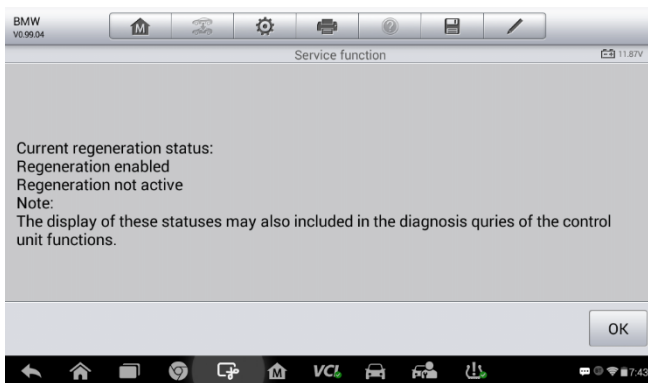 BMW
V0.99.04
M
Service function
11.87V
Current regeneration status:
Regeneration enabled
Regeneration not active
Note:
The display of these statuses may also included in the diagnosis quries of the control
unit functions.
OK
M
VCI
7:43